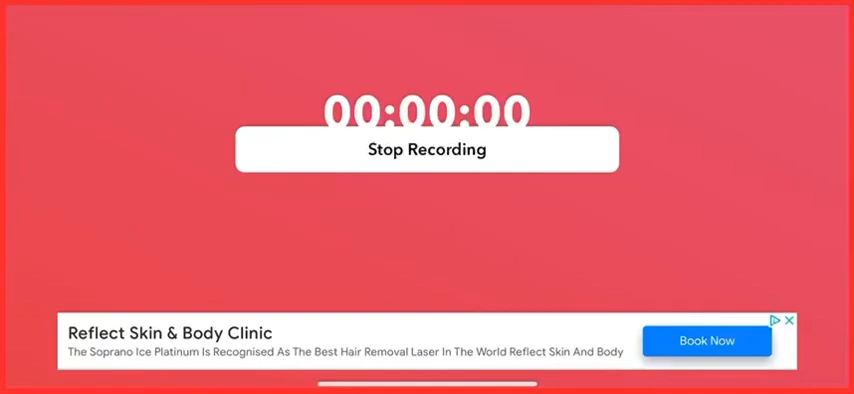 00:00:00
Stop Recording
Reflect Skin & Body Clinic
The Soprano Ice Platinum Is Recognised As The Best Hair Removal Laser In The World Reflect Skin And Body
Book Now